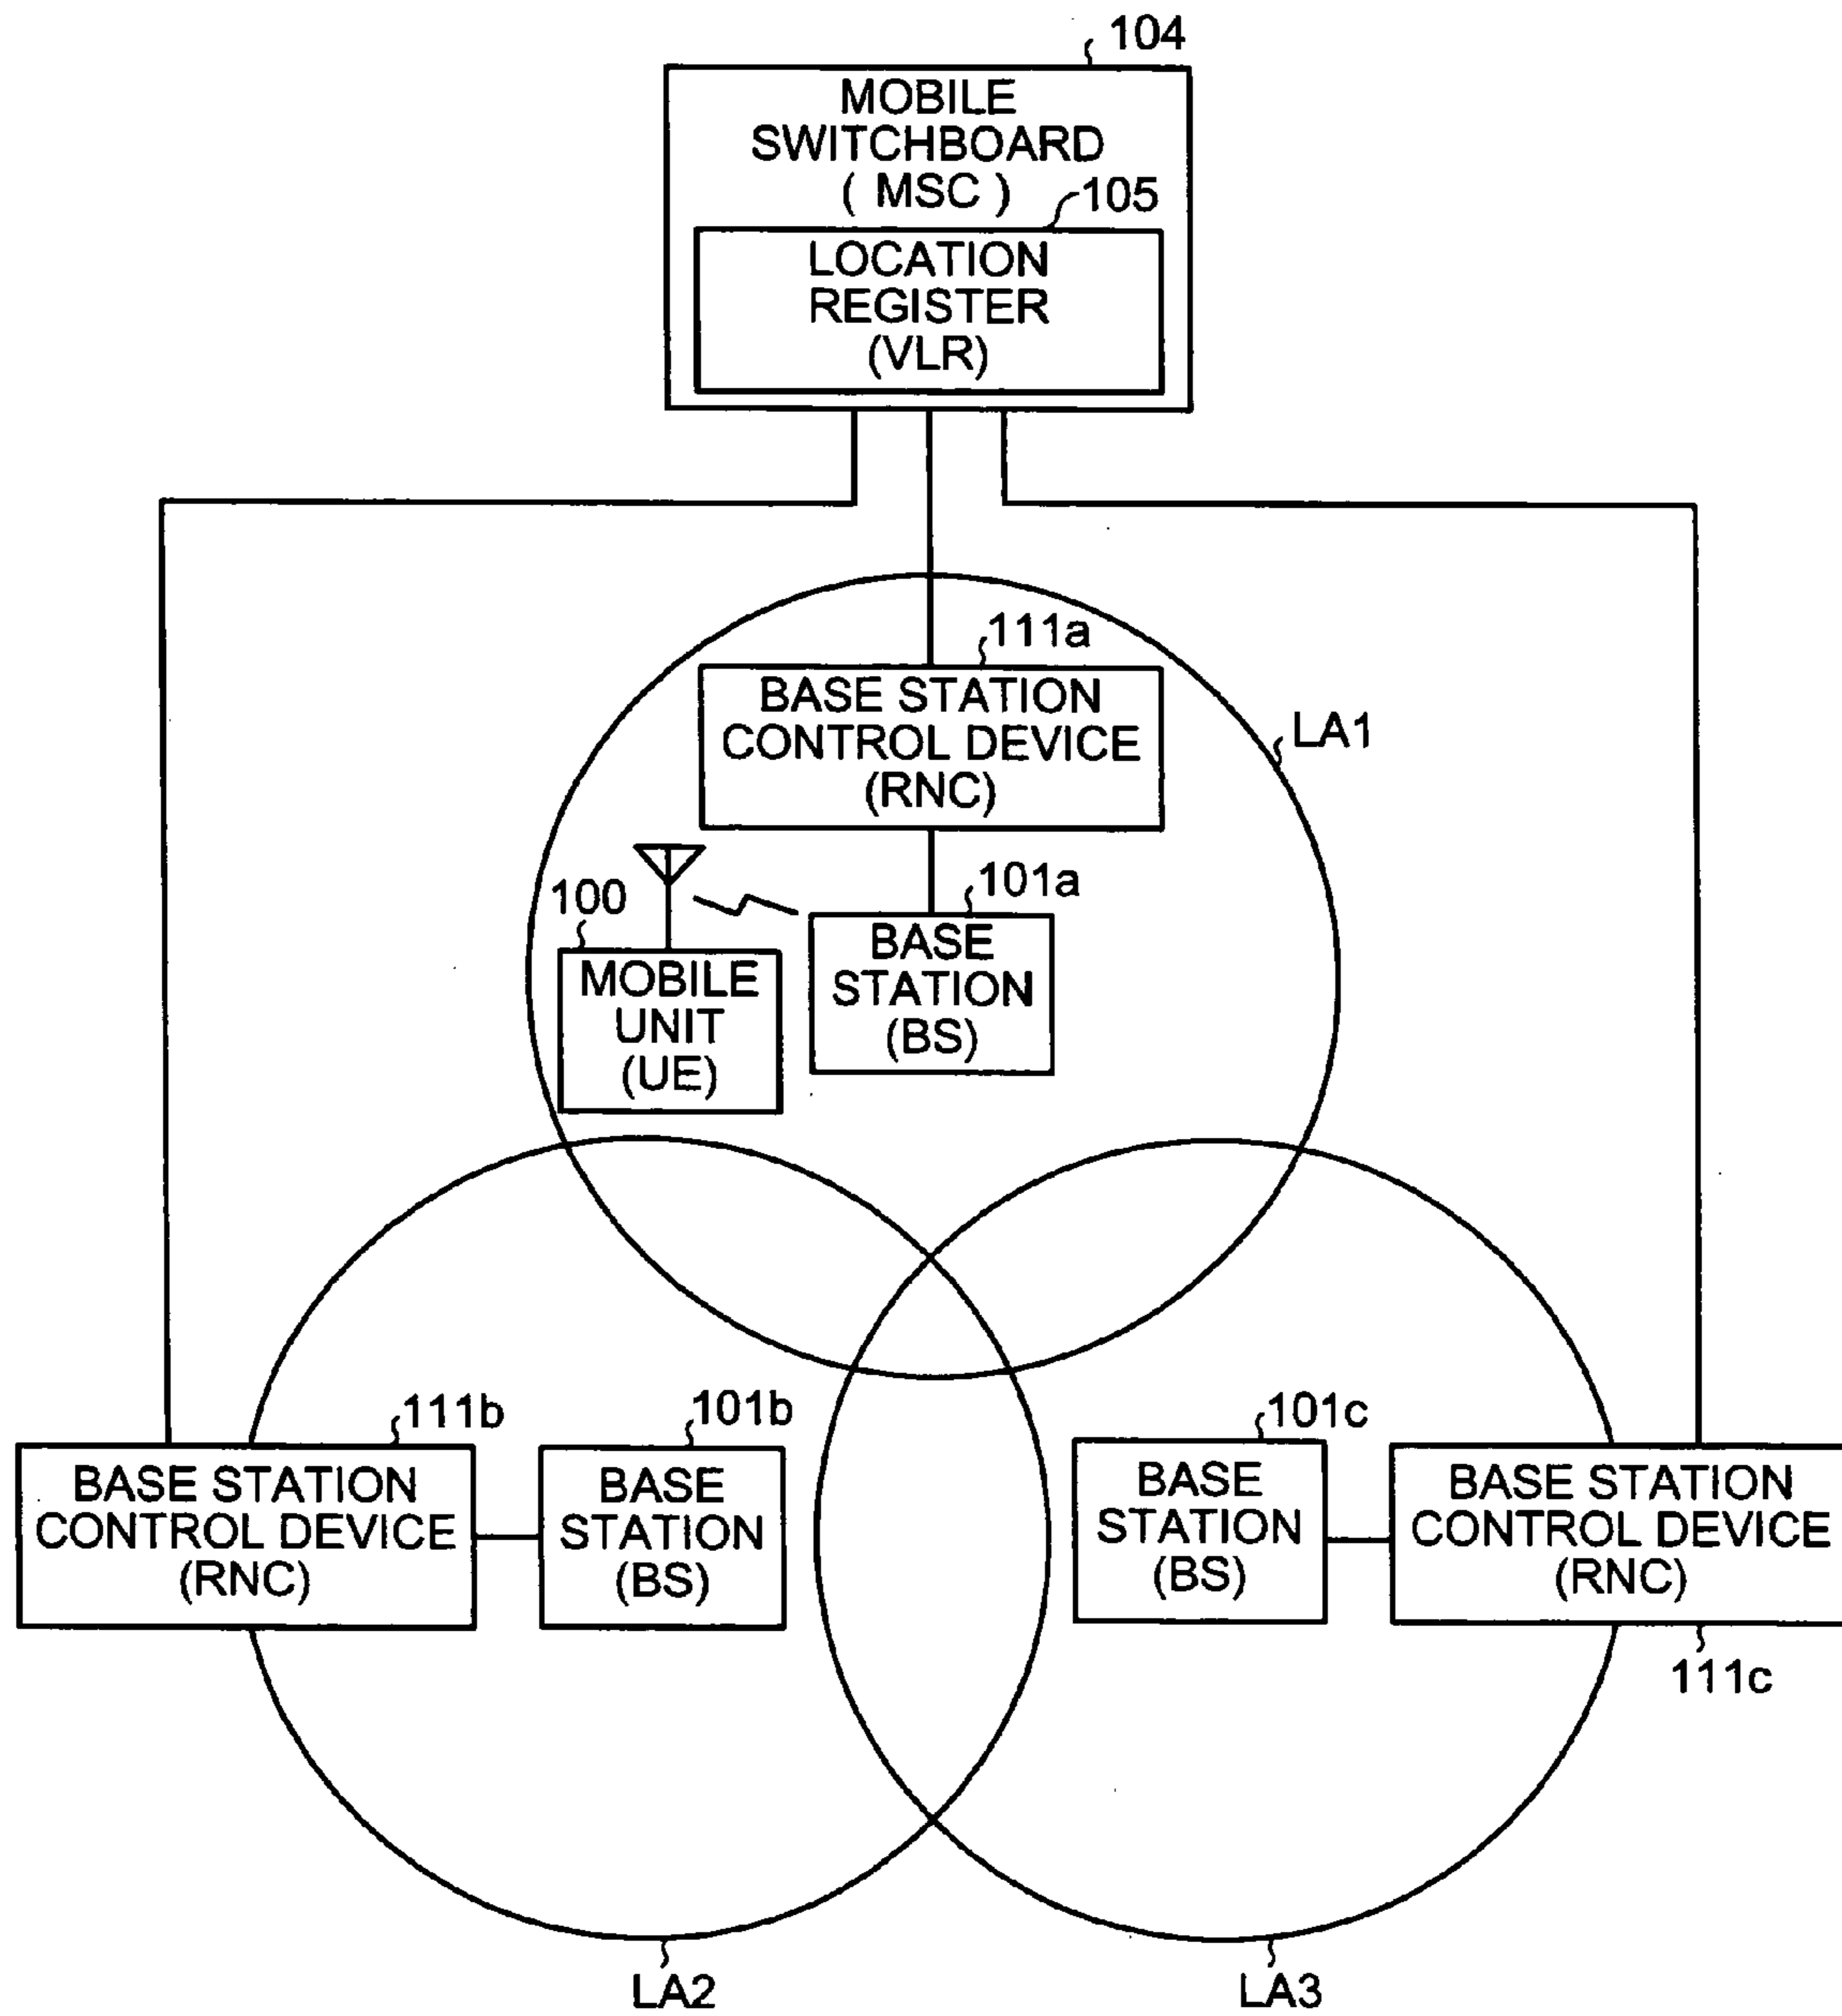 104
MOBILE
SWITCHBOARD
( MSC )
105
LOCATION
REGISTER
(VLR)
111a
BASE STATION
CONTROL DEVICE
(RNC)
LA1
100
MOBILE
UNIT
(UE)
101a
BASE
STATION
(BS)
111b
BASE STATION
CONTROL DEVICE
(RNC)
101b
BASE
STATION
(BS)
101c
BASE
STATION
(BS)
BASE STATION
CONTROL DEVICE
(RNC)
111c
LA2
LA3